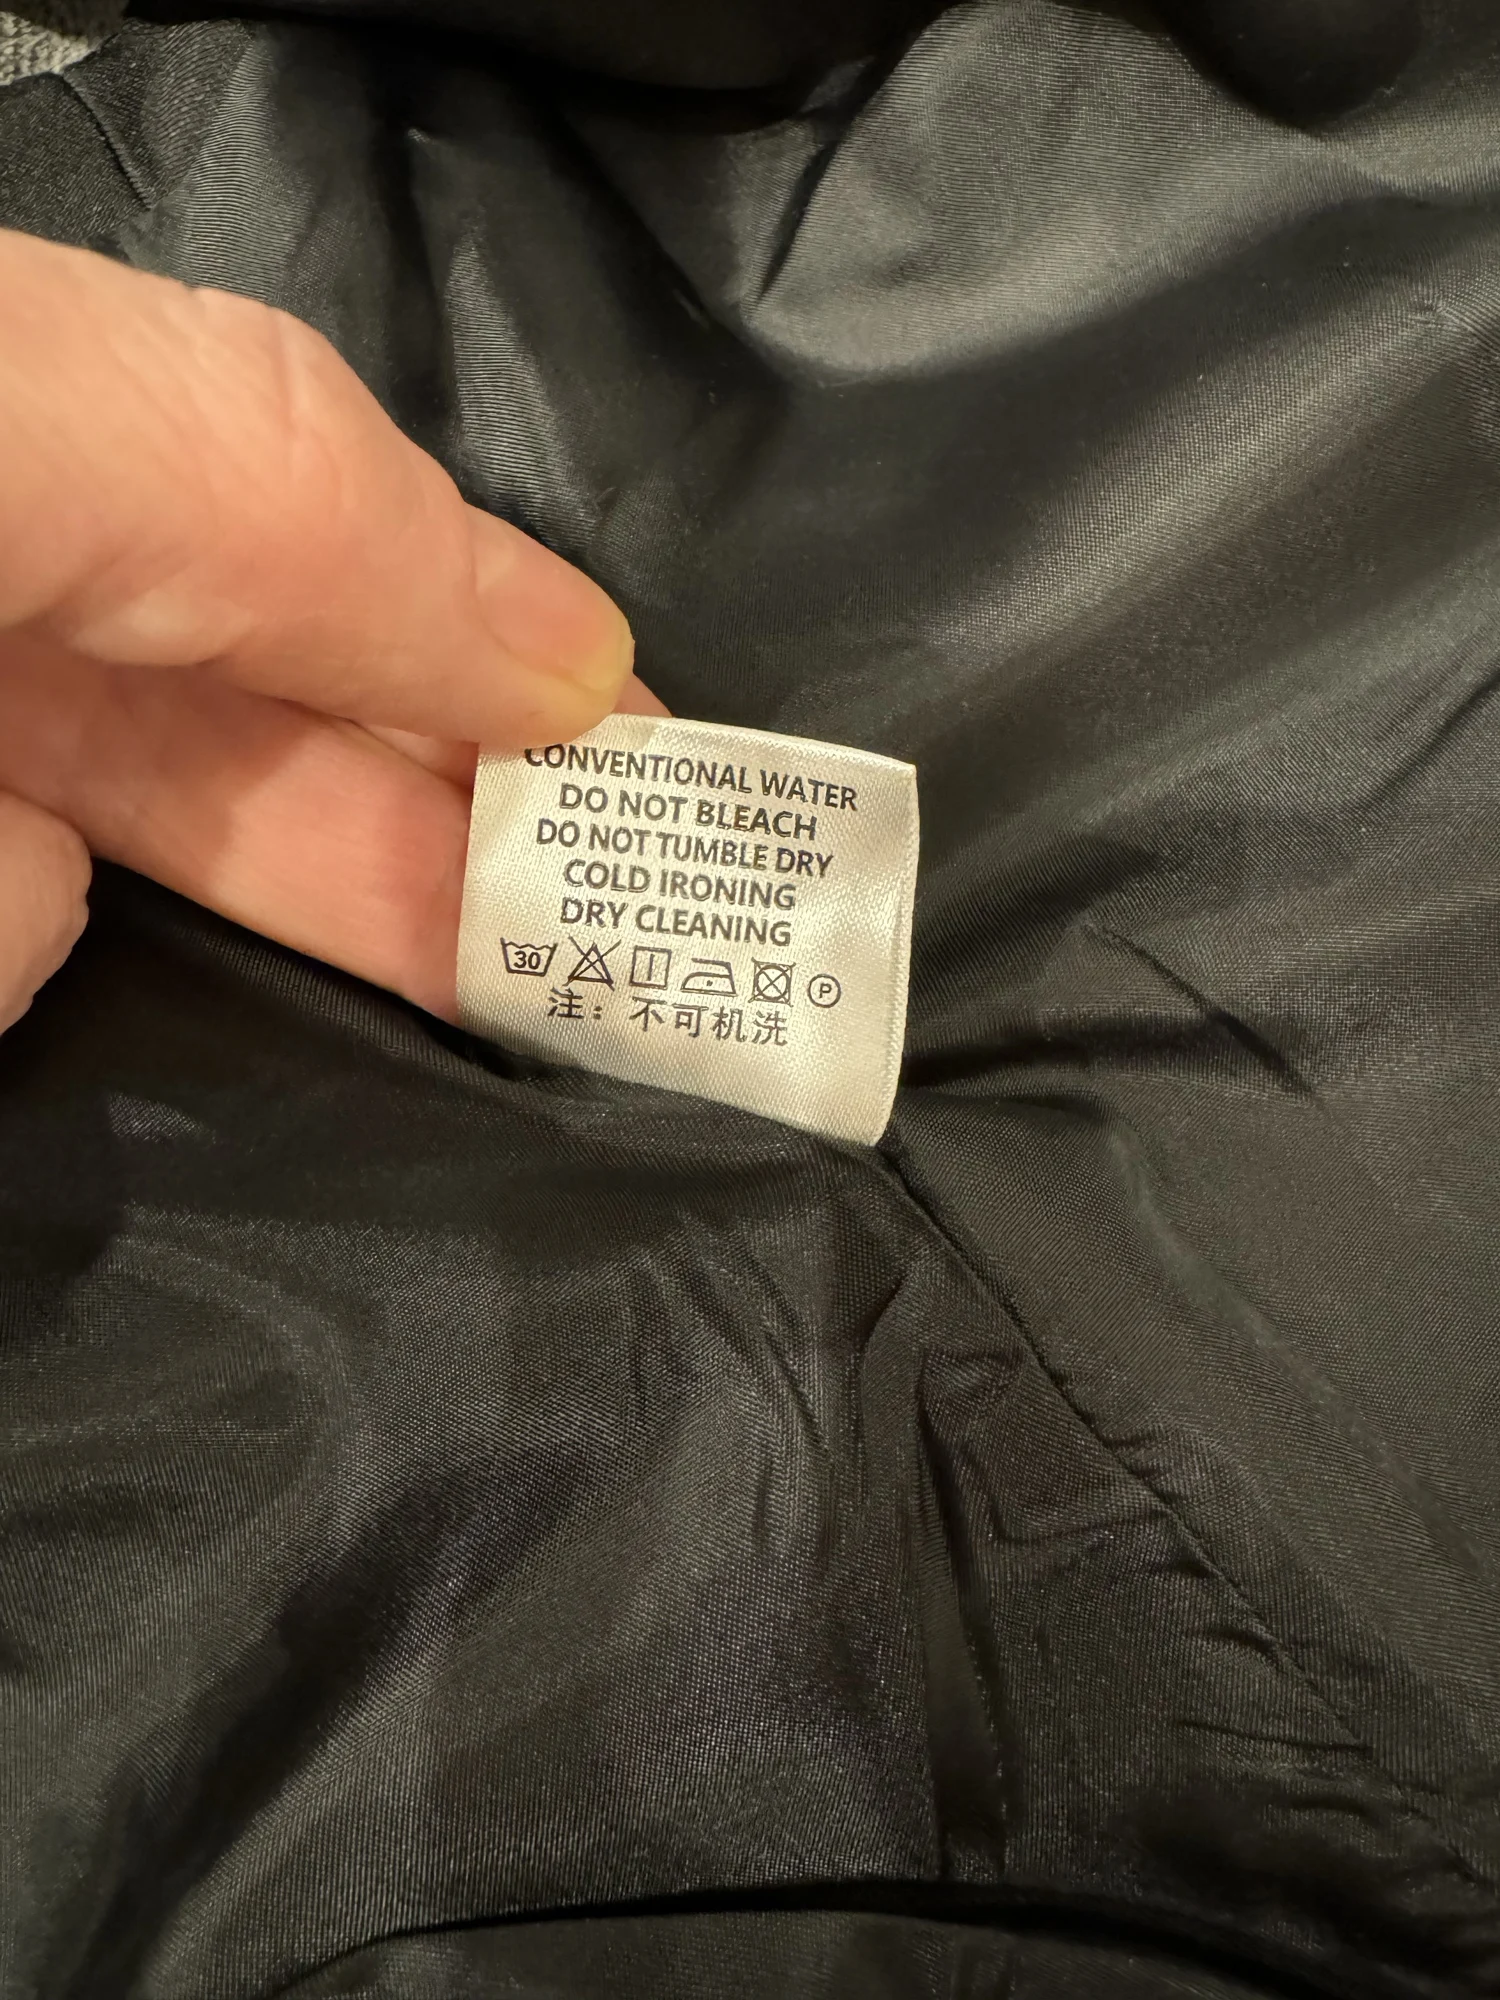 CONVENTIONAL WATER
DO NOT BLEACH
DO NOT TUMBLE DRY
COLD IRONING
DRY CLEANING
30 P
注：不可机洗